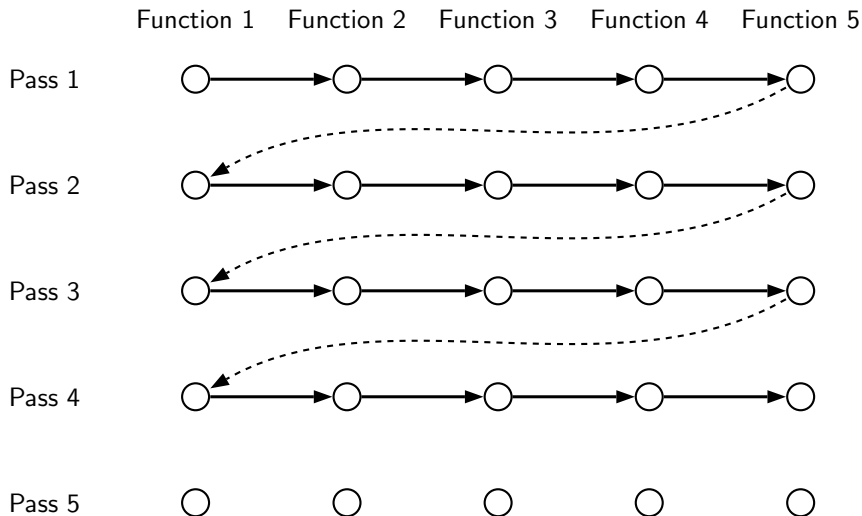 Function 1 Function 2 Function 3 Function 4 Function 5
Pass 1
Pass 2
Pass 3
Pass 4
Pass 5